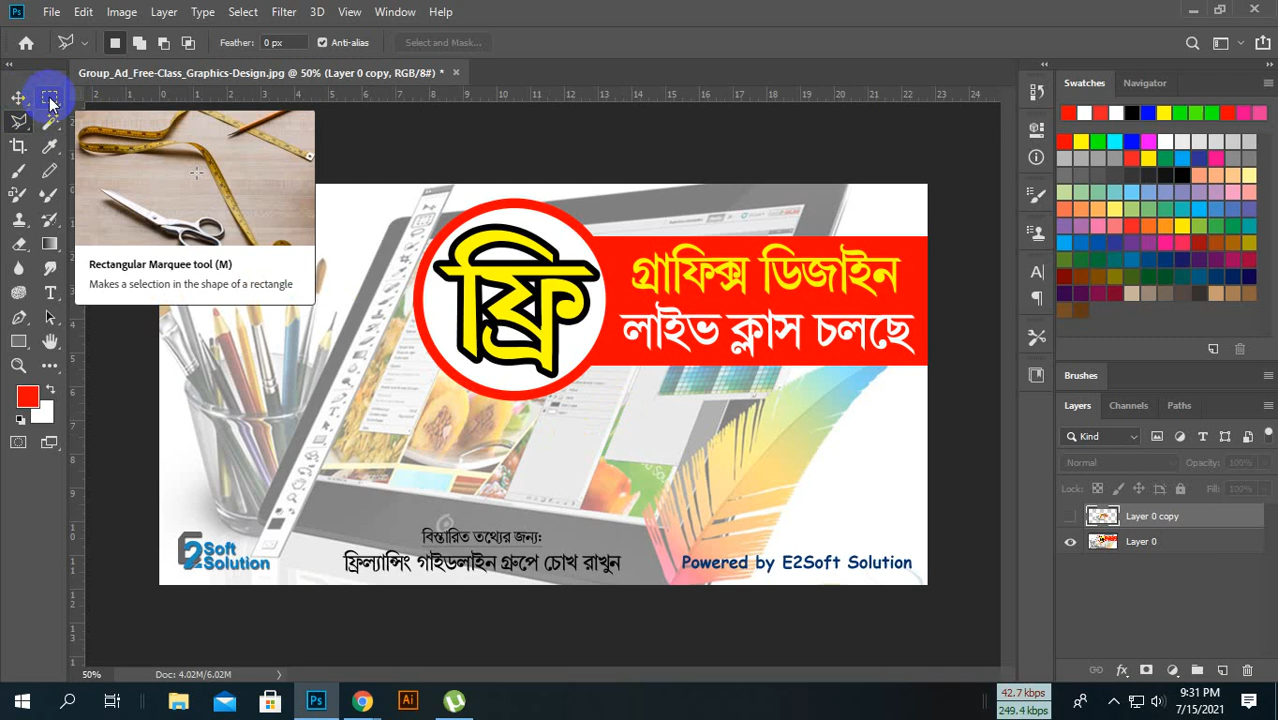 File Edit Image Layer Type Select Filter 3D View Window Help
Feather: 0 px Anti-alias Select and Mask...
Group_Ad_Free-Class_Graphics-Design.jpg @ 50% (Layer 0 copy, RGB/8#) *
Swatches Navigator
Rectangular Marquee tool (M)
Makes a selection in the shape of a rectangle
ফ্রি
গ্রাফিক্স ডিজাইন
লাইভ ক্লাস চলছে
বিস্তারিত তথ্যের জন্য:
ফ্রিল্যান্সিং গাইডলাইন গ্রুপে চোখ রাখুন
E2Soft
Solution
Powered by E2Soft Solution
Brushes
Layers Channels Paths
Kind
Normal Opacity: 100%
Lock: Fill: 100%
Layer 0 copy
Layer 0
50% Doc: 4.02M/6.02M
42.7 kbps
249.4 kbps
9:31 PM
7/15/2021